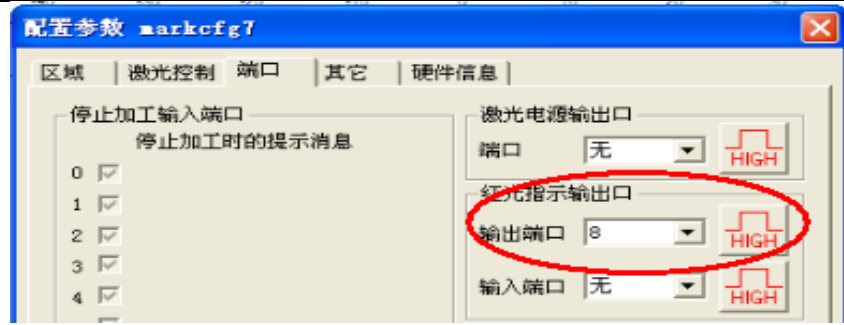 配置参数 markcfg7
区域 激光控制 端口 其它 硬件信息
停止加工输入端口
停止加工时的提示消息
0
1
2
3
4
激光电源输出口
端口 无 HIGH
红光指示输出口
输出端口 8 HIGH
输入端口 无 HIGH